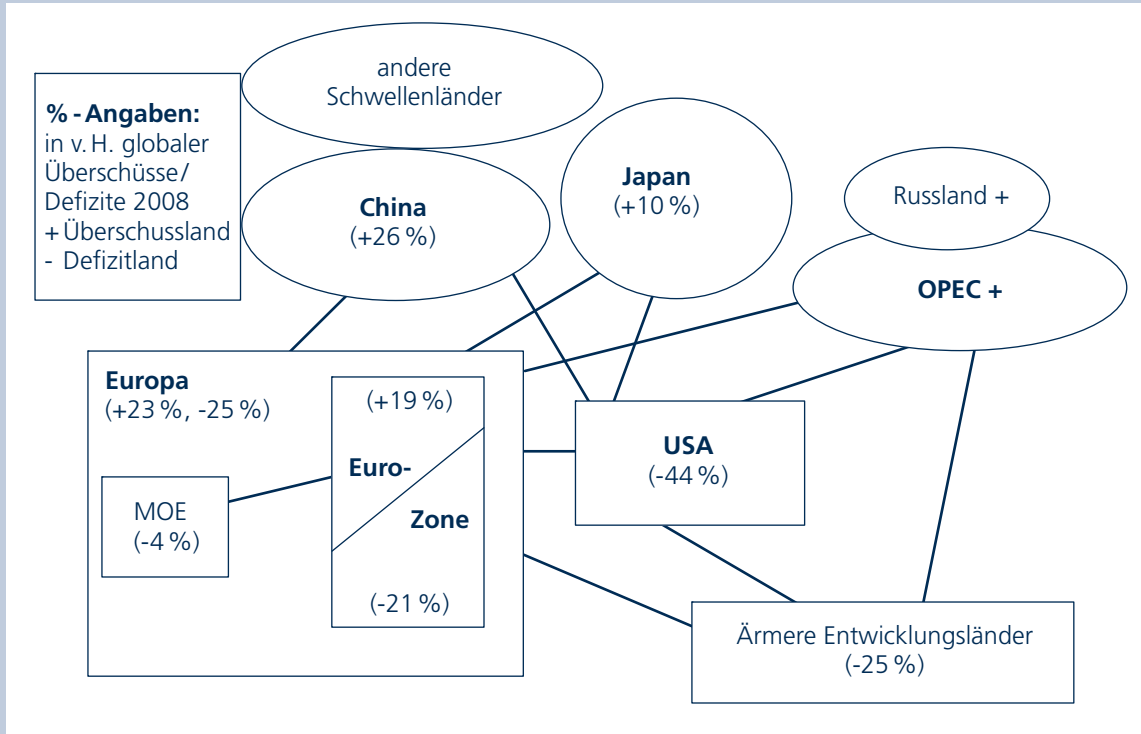 andere
Schwellenländer
% - Angaben:
in v. H. globaler
Überschüsse/
Defizite 2008
+ Überschussland
- Defizitland
China
(+26 %)
Japan
(+10 %)
Russland +
OPEC +
Europa
(+23 %, -25 %)
(+19 %)
Euro-
Zone
(-21 %)
MOE
(-4 %)
USA
(-44 %)
Ärmere Entwicklungsländer
(-25 %)